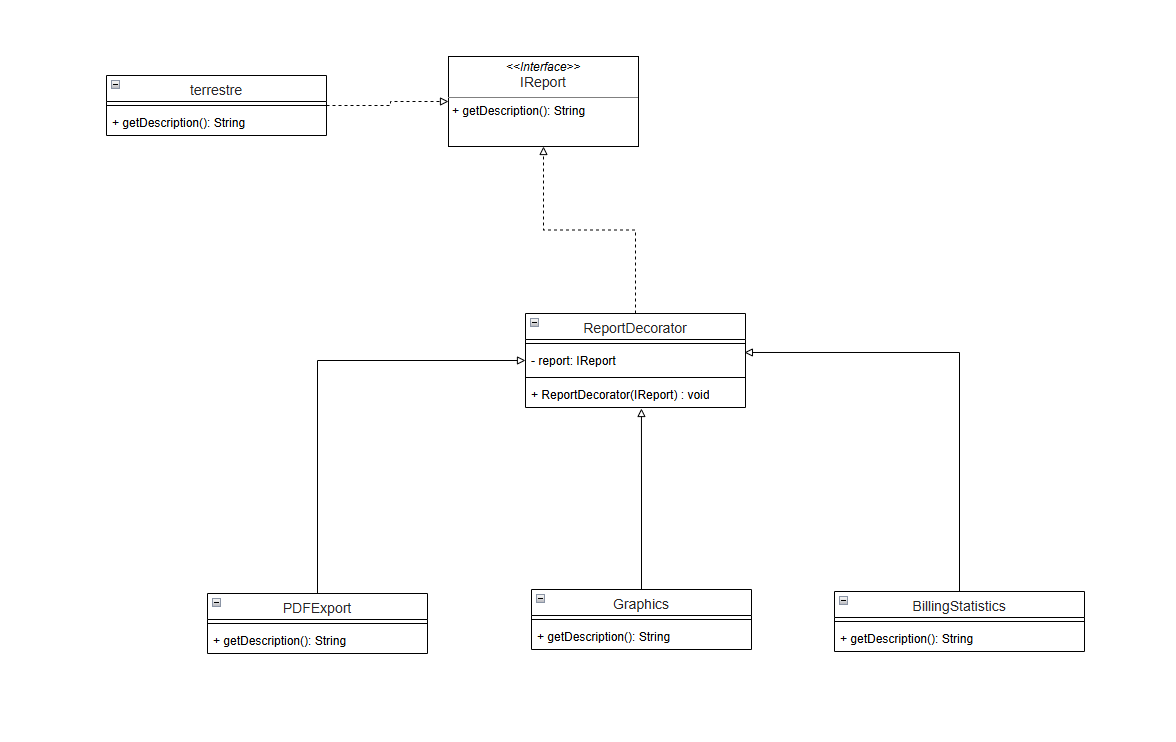 <<Interface>>
IReport
+ getDescription(): String
terrestre
+ getDescription(): String
ReportDecorator
- report: IReport
+ ReportDecorator(IReport) : void
PDFExport
+ getDescription(): String
Graphics
+ getDescription(): String
BillingStatistics
+ getDescription(): String